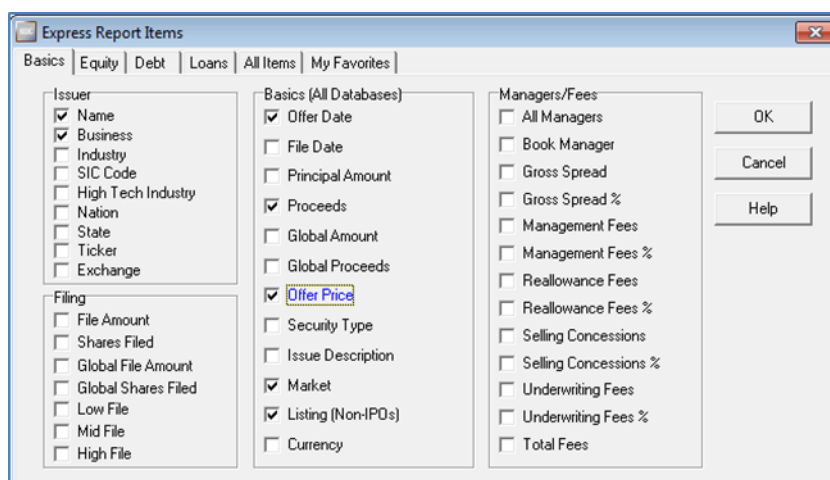 Express Report Items
Basics Equity Debt Loans All Items My Favorites
Issuer
Name
Business
Industry
SIC Code
High Tech Industry
Nation
State
Ticker
Exchange
Filing
File Amount
Shares Filed
Global File Amount
Global Shares Filed
Low File
Mid File
High File
Basics (All Databases)
Offer Date
File Date
Principal Amount
Proceeds
Global Amount
Global Proceeds
Offer Price
Security Type
Issue Description
Market
Listing (Non-IPOs)
Currency
Managers/Fees
All Managers
Book Manager
Gross Spread
Gross Spread %
Management Fees
Management Fees %
Reallowance Fees
Reallowance Fees %
Selling Concessions
Selling Concessions %
Underwriting Fees
Underwriting Fees %
Total Fees
OK
Cancel
Help